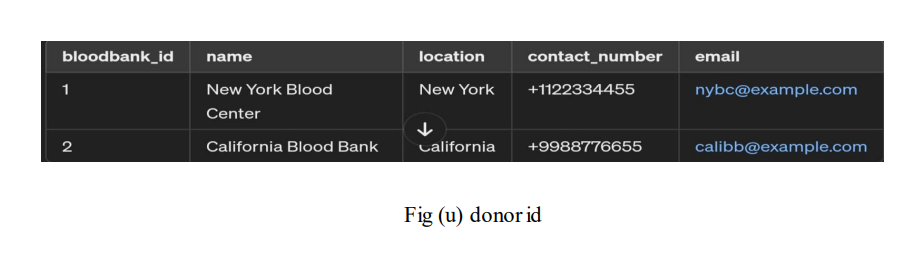 bloodbank_id name location contact_number email
1 New York Blood New York +1122334455 nybc@example.com
Center
2 California Blood Bank California +9988776655 calibb@example.com
Fig (u) donor id